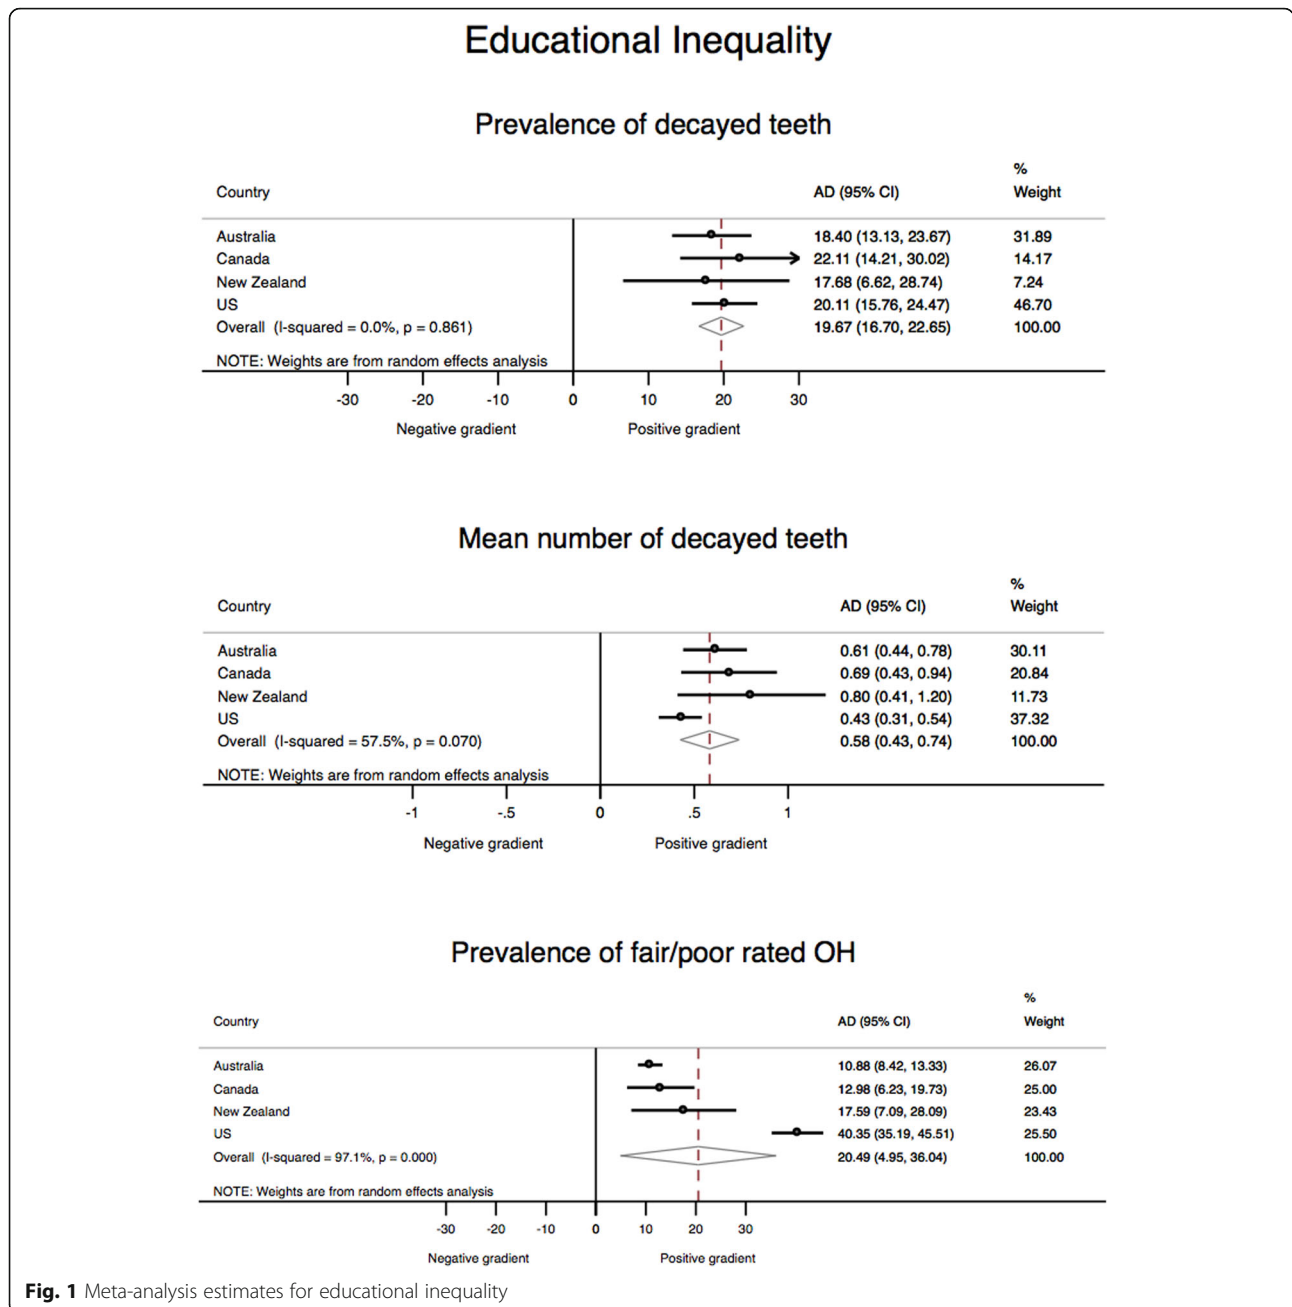 Educational Inequality
Prevalence of decayed teeth
%
Country AD (95% CI) Weight
Australia 18.40 (13.13, 23.67) 31.89
Canada 22.11 (14.21, 30.02) 14.17
New Zealand 17.68 (6.62, 28.74) 7.24
US 20.11 (15.76, 24.47) 46.70
Overall (I-squared = 0.0%, p = 0.861) 19.67 (16.70, 22.65) 100.00
NOTE: Weights are from random effects analysis
-30 -20 -10 0 10 20 30
Negative gradient Positive gradient
Mean number of decayed teeth
%
Country AD (95% CI) Weight
Australia 0.61 (0.44, 0.78) 30.11
Canada 0.69 (0.43, 0.94) 20.84
New Zealand 0.80 (0.41, 1.20) 11.73
US 0.43 (0.31, 0.54) 37.32
Overall (I-squared = 57.5%, p = 0.070) 0.58 (0.43, 0.74) 100.00
NOTE: Weights are from random effects analysis
-1 -.5 0 .5 1
Negative gradient Positive gradient
Prevalence of fair/poor rated OH
%
Country AD (95% CI) Weight
Australia 10.88 (8.42, 13.33) 26.07
Canada 12.98 (6.23, 19.73) 25.00
New Zealand 17.59 (7.09, 28.09) 23.43
US 40.35 (35.19, 45.51) 25.50
Overall (I-squared = 97.1%, p = 0.000) 20.49 (4.95, 36.04) 100.00
NOTE: Weights are from random effects analysis
-30 -20 -10 0 10 20 30
Negative gradient Positive gradient
Fig. 1 Meta-analysis estimates for educational inequality